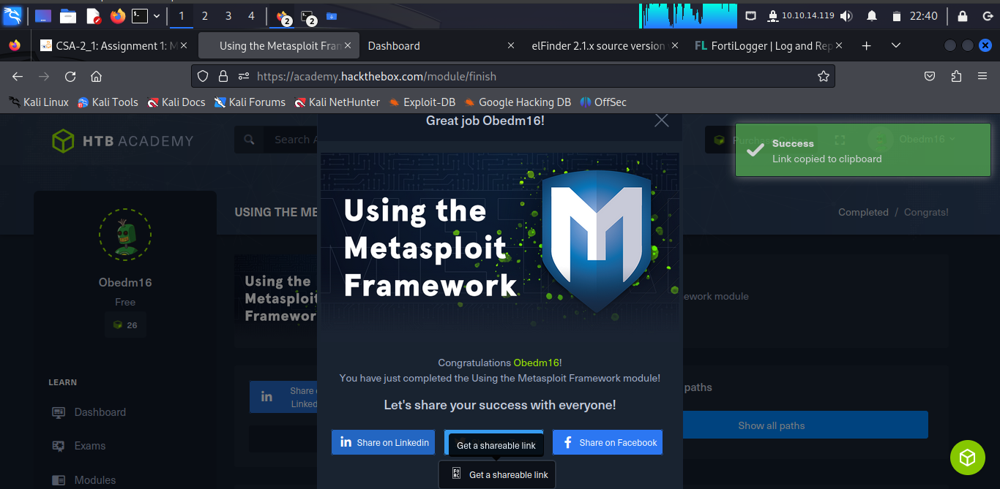 1 2 3 4 2 2 10.10.14.119 22:40
CSA-2_1: Assignment 1: M Using the Metasploit Fram Dashboard elFinder 2.1.x source version FL FortiLogger | Log and Rep
https://academy.hackthebox.com/module/finish
Kali Linux Kali Tools Kali Docs Kali Forums Kali NetHunter Exploit-DB Google Hacking DB OffSec
Great job Obedm16!
HTB ACADEMY Search A Purchase Cubes Obedm16
Success
Link copied to clipboard
USING THE ME Completed / Congrats!
Using the
Metasploit
Framework
Obedm16
Free
26
Using the
Metasploit
Framewor
ework module
Congratulations Obedm16!
You have just completed the Using the Metasploit Framework module!
Let's share your success with everyone!
LEARN
Dashboard
Exams
Modules
in Share o
Linked
paths
Show all paths
in Share on Linkedin
Get a shareable link
f Share on Facebook
Get a shareable link